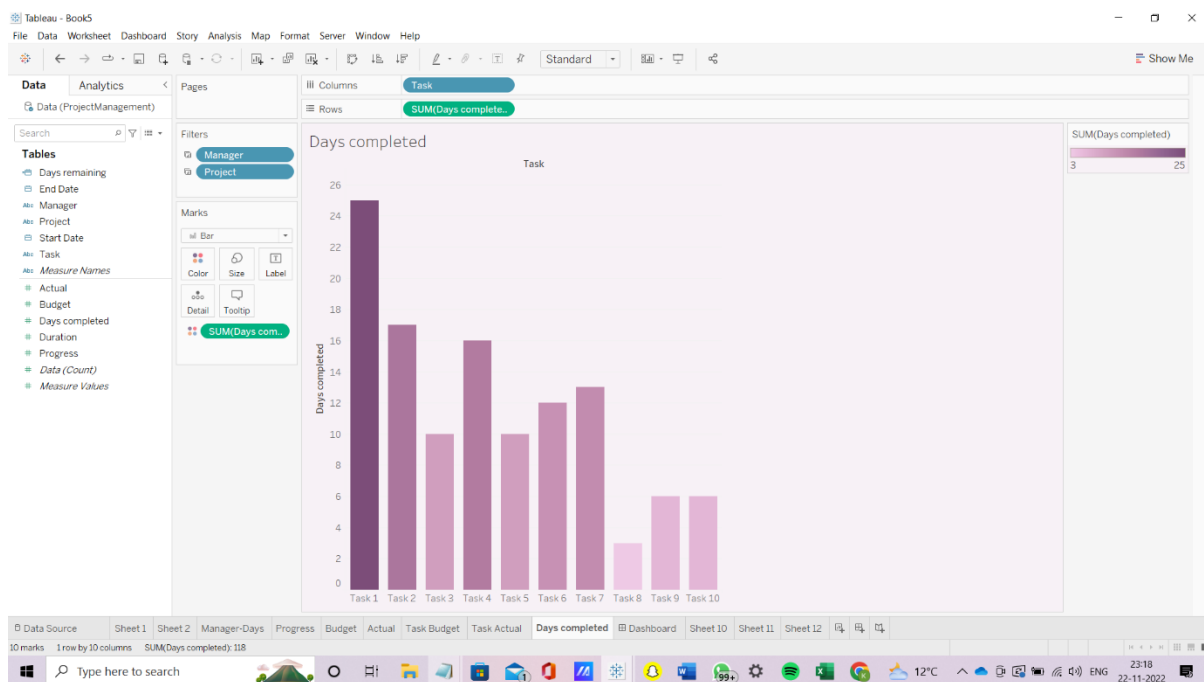 Tableau - Book5
File Data Worksheet Dashboard Story Analysis Map Format Server Window Help
Standard
Show Me
Data Analytics
Data (ProjectManagement)
Search
Tables
Days remaining
End Date
Abc Manager
Abc Project
Start Date
Abc Task
Abc Measure Names
# Actual
# Budget
# Days completed
# Duration
# Progress
# Data (Count)
# Measure Values
Pages
Filters
Manager
Project
Marks
Bar
Color Size Label
Detail Tooltip
SUM(Days com..
Columns Task
Rows SUM(Days complete..
Days completed
Task
Days completed
26
24
22
20
18
16
14
12
10
8
6
4
2
0
Task 1 Task 2 Task 3 Task 4 Task 5 Task 6 Task 7 Task 8 Task 9 Task 10
SUM(Days completed)
3 25
Data Source Sheet 1 Sheet 2 Manager-Days Progress Budget Actual Task Budget Task Actual Days completed Dashboard Sheet 10 Sheet 11 Sheet 12
10 marks 1 row by 10 columns SUM(Days completed): 118
Type here to search
1
99+
12°C
ENG
23:18
22-11-2022